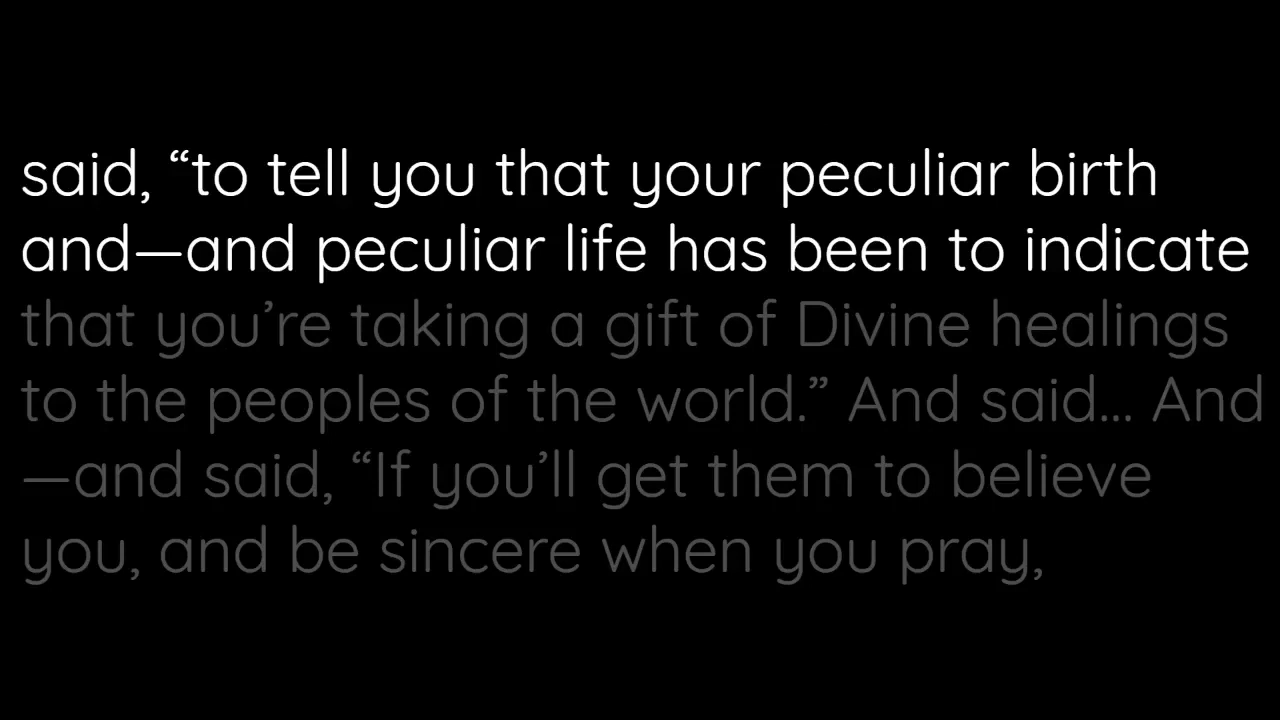 said, “to tell you that your peculiar birth
and—and peculiar life has been to indicate
that you’re taking a gift of Divine healings
to the peoples of the world.” And said... And
—and said, “If you’ll get them to believe
you, and be sincere when you pray,